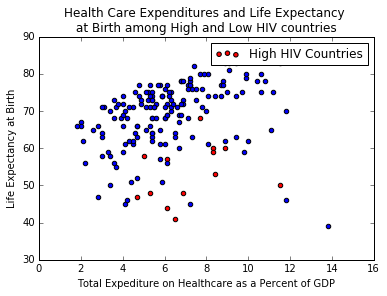 Health Care Expenditures and Life Expectancy
at Birth among High and Low HIV countries
High HIV Countries
Life Expectancy at Birth
90
80
70
60
50
40
30
0 2 4 6 8 10 12 14 16
Total Expediture on Healthcare as a Percent of GDP